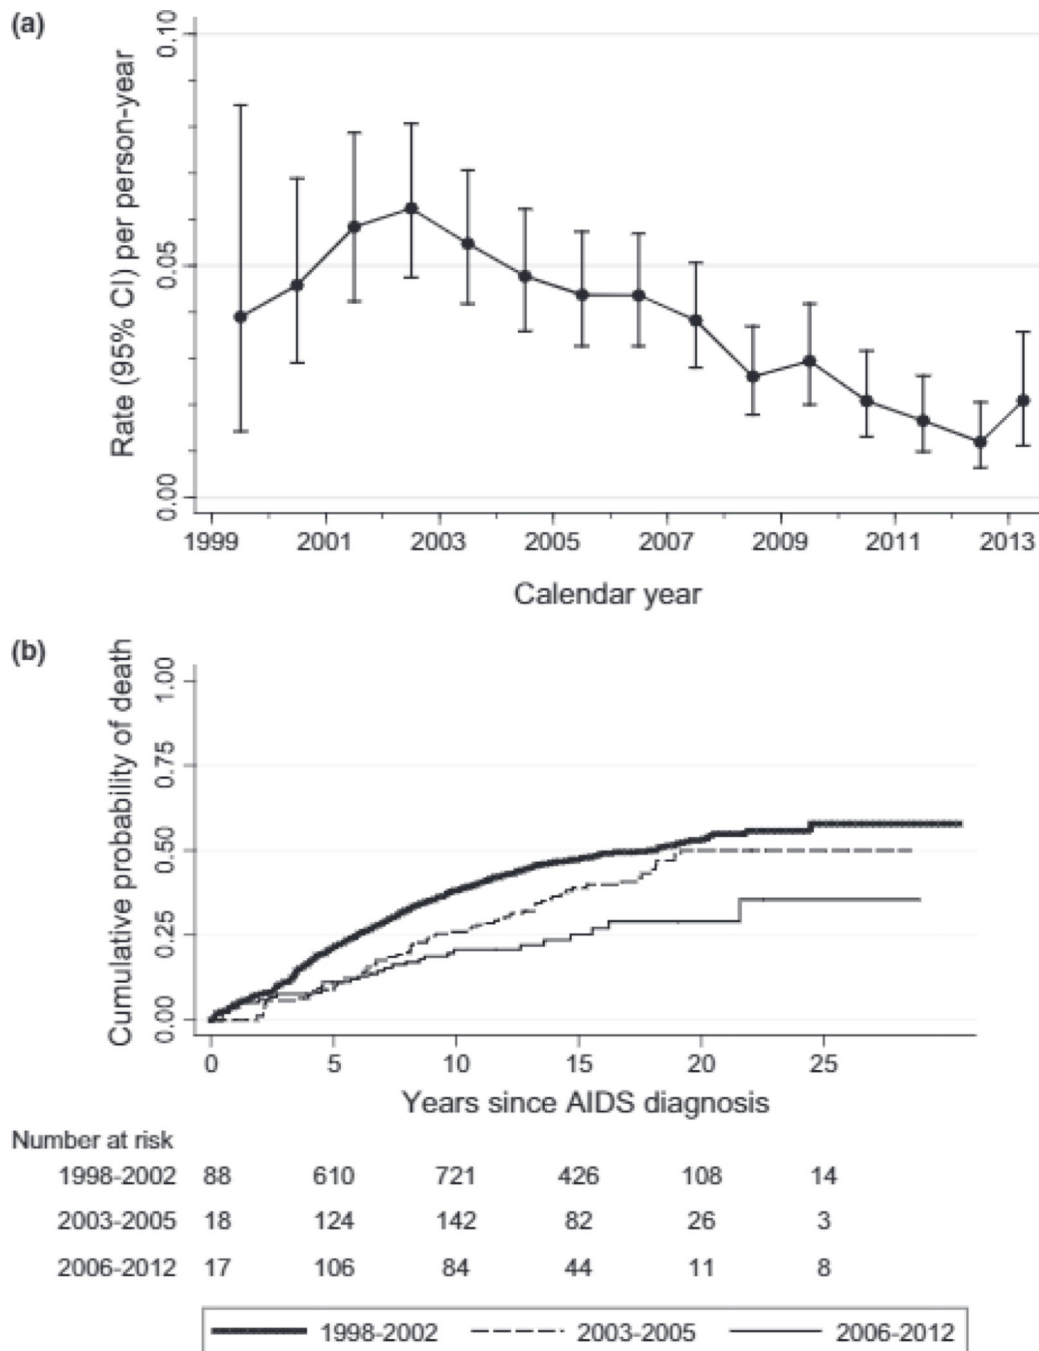 (a)
Rate (95% CI) per person-year
0.10
0.05
0.00
1999 2001 2003 2005 2007 2009 2011 2013
Calendar year
(b)
Cumulative probability of death
1.00
0.75
0.50
0.25
0.00
0 5 10 15 20 25
Years since AIDS diagnosis
Number at risk
1998-2002 88 610 721 426 108 14
2003-2005 18 124 142 82 26 3
2006-2012 17 106 84 44 11 8
1998-2002 2003-2005 2006-2012